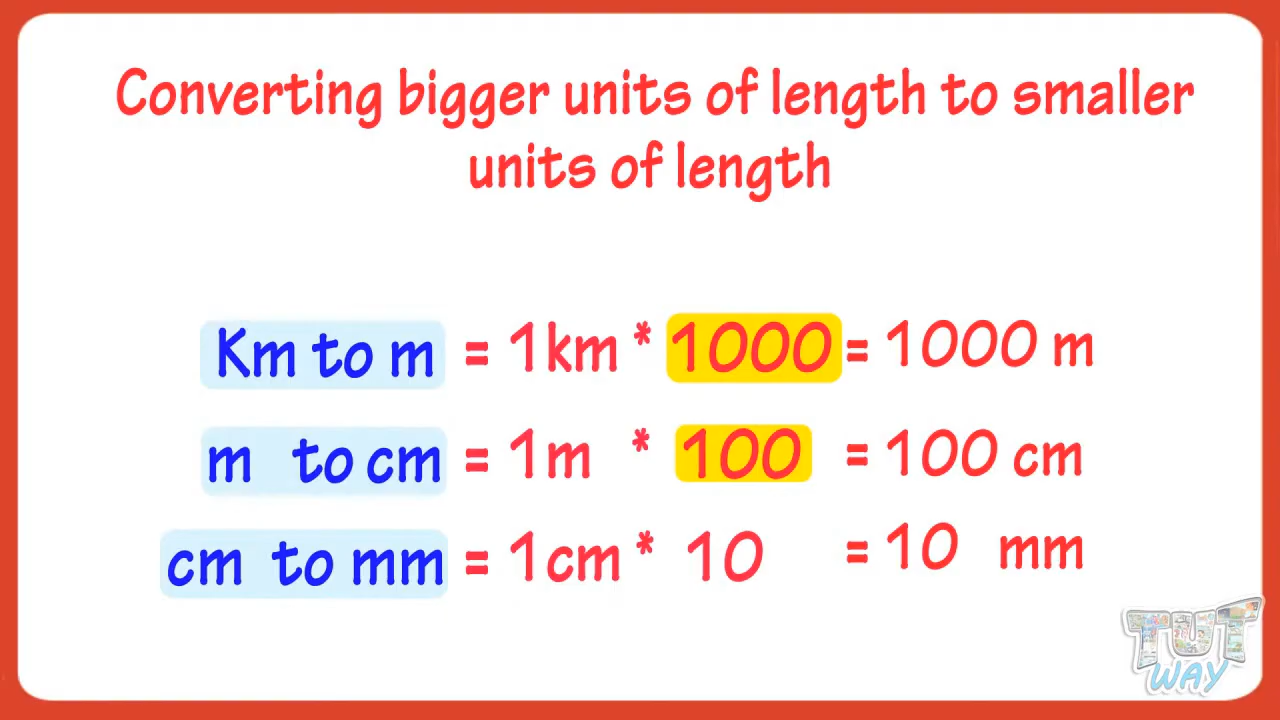 Converting bigger units of length to smaller
units of length
Km to m = 1km * 1000 = 1000 m
m to cm = 1m * 100 = 100 cm
cm to mm = 1cm * 10 = 10 mm
TUT
WAY